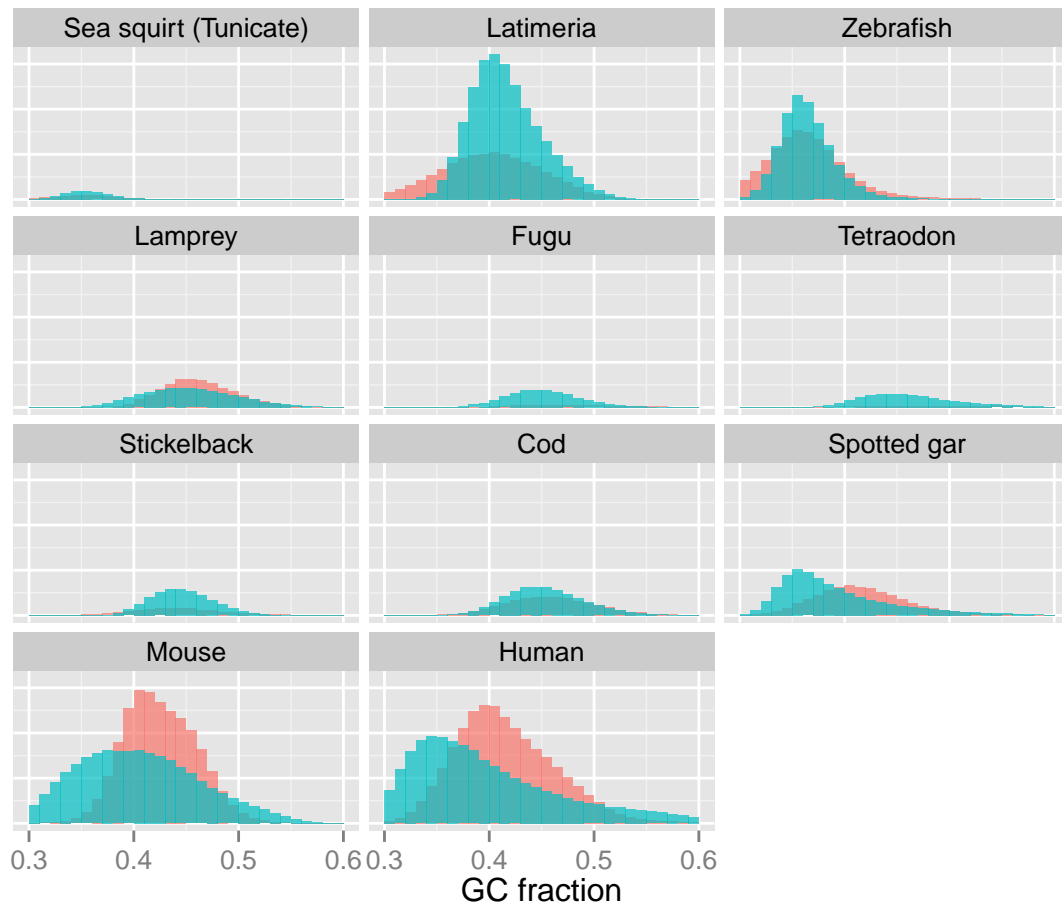 Sea squirt (Tunicate) Latimeria Zebrafish
Lamprey Fugu Tetraodon
Stickelback Cod Spotted gar
Mouse Human
0.3 0.4 0.5 0.6 0.3 0.4 0.5 0.6
GC fraction